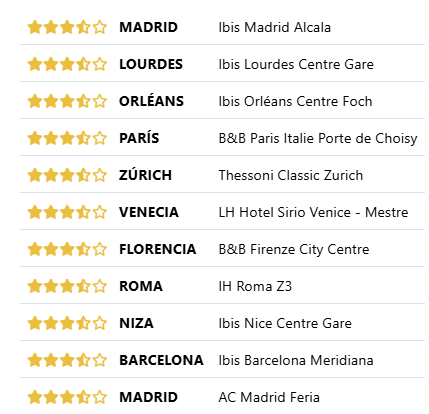 MADRID Ibis Madrid Alcala
LOURDES Ibis Lourdes Centre Gare
ORLÉANS Ibis Orléans Centre Foch
PARÍS B&B Paris Italie Porte de Choisy
ZÚRICH Thessoni Classic Zurich
VENECIA LH Hotel Sirio Venice - Mestre
FLORENCIA B&B Firenze City Centre
ROMA IH Roma Z3
NIZA Ibis Nice Centre Gare
BARCELONA Ibis Barcelona Meridiana
MADRID AC Madrid Feria